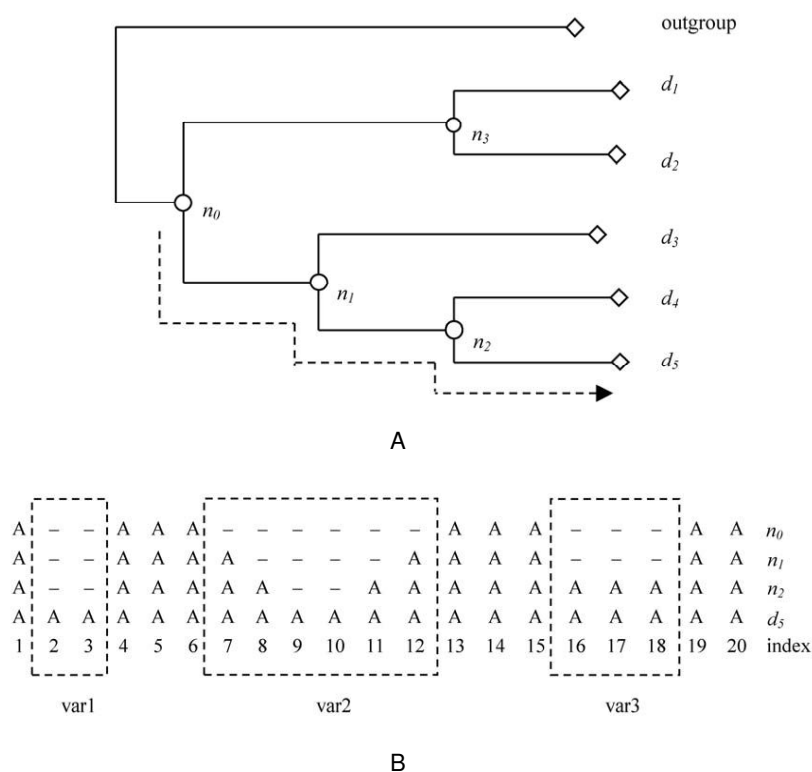 outgroup
d1
n3
d2
n0
d3
n1
d4
n2
d5
A
A – – A A A – – – – – – A A A – – – A A n0
A – – A A A A – – – – A A A A – – – A A n1
A – – A A A A A – – A A A A A A A A A A n2
A A A A A A A A A A A A A A A A A A A A d5
1 2 3 4 5 6 7 8 9 10 11 12 13 14 15 16 17 18 19 20 index
var1 var2 var3
B